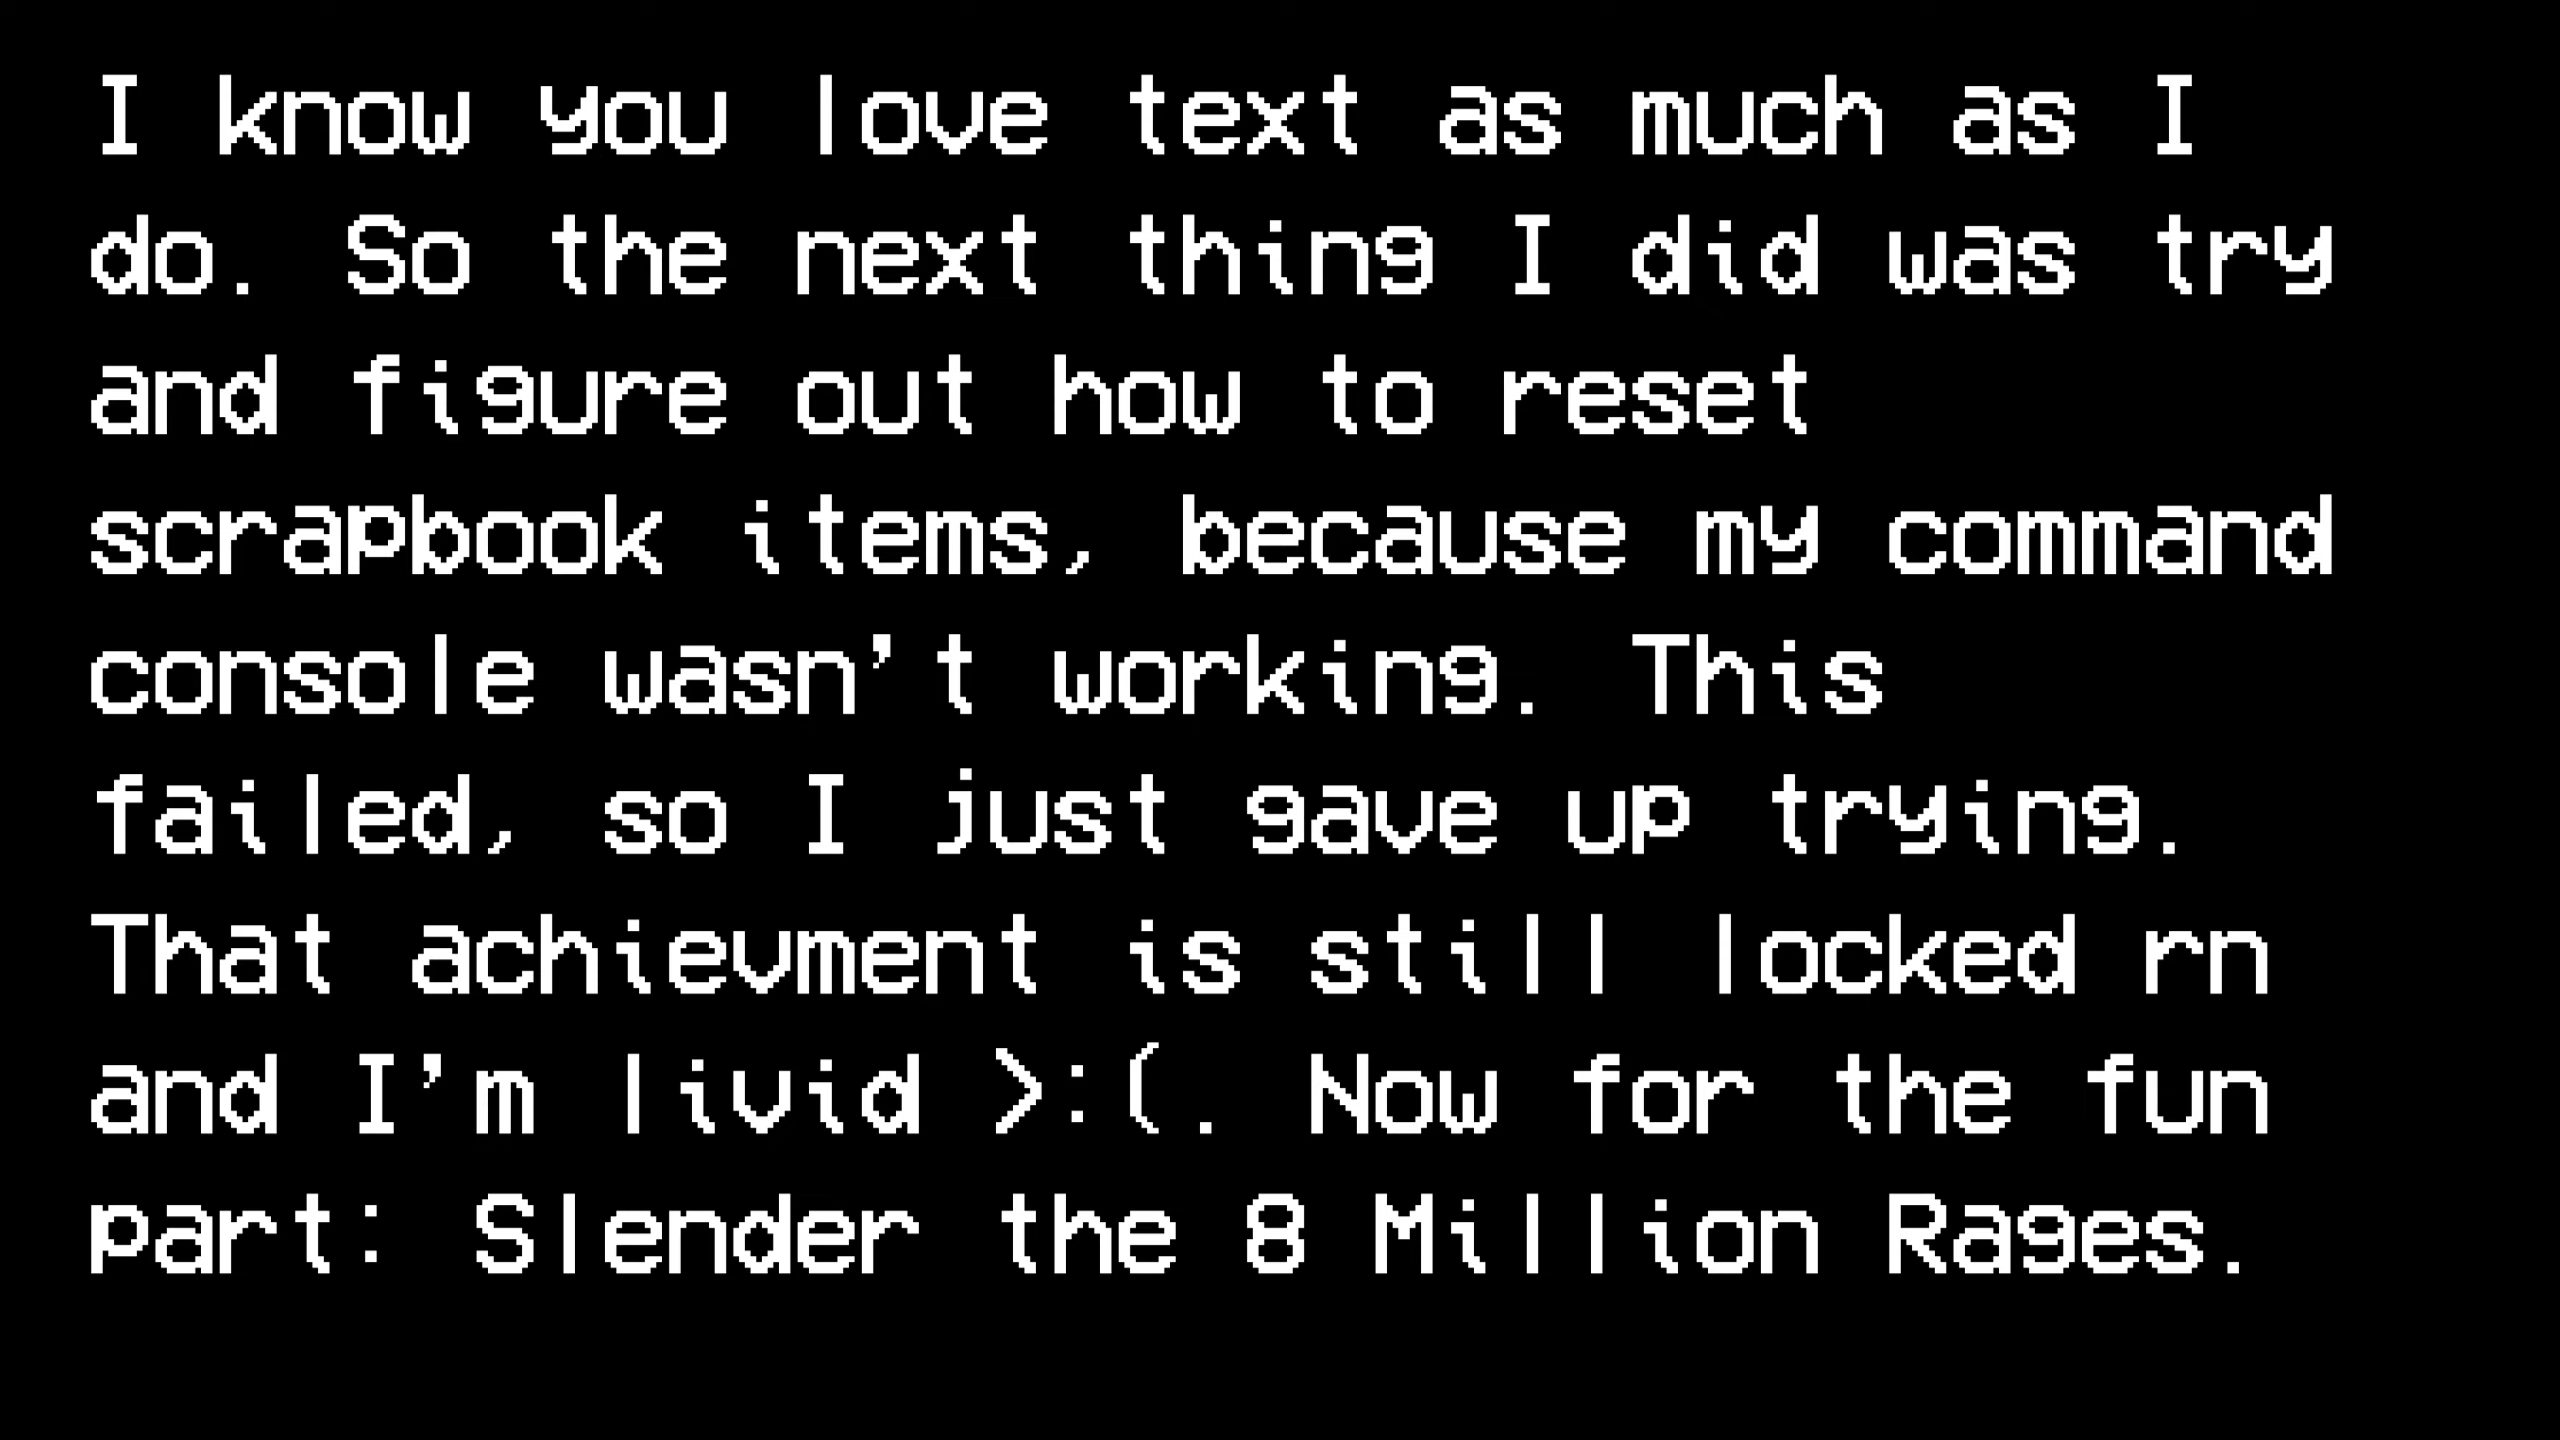 I know you love text as much as I
do. So the next thing I did was try
and figure out how to reset
scrapbook items, because my command
console wasn't working. This
failed, so I just gave up trying.
That achievment is still locked rn
and I'm livid >:(. Now for the fun
part: Slender the 8 Million Rages.